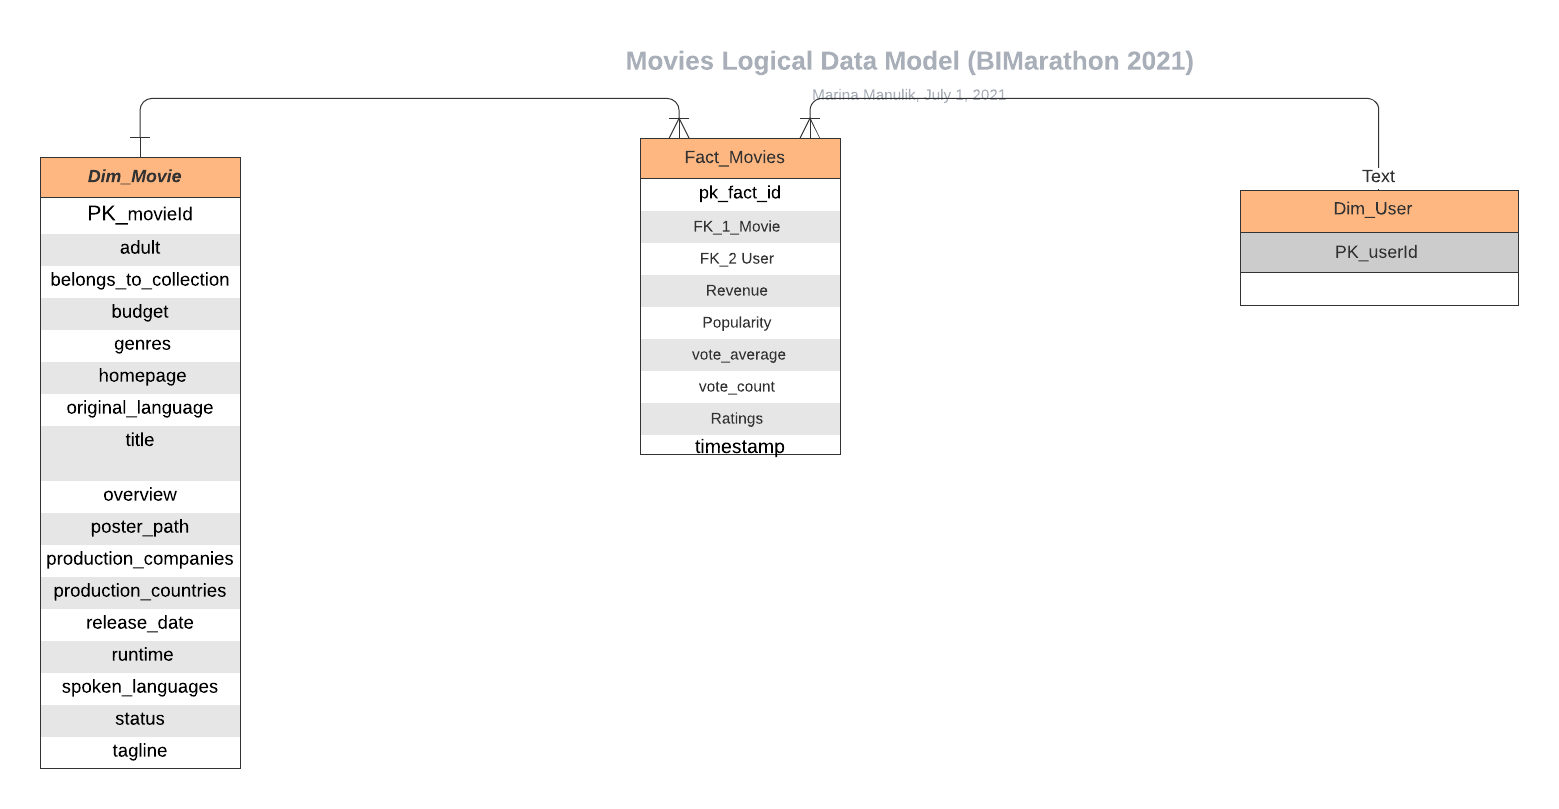 Movies Logical Data Model (BIMarathon 2021)
Marina Manulik, July 1, 2021
Dim_Movie
PK_movieId
adult
belongs_to_collection
budget
genres
homepage
original_language
title
overview
poster_path
production_companies
production_countries
release_date
runtime
spoken_languages
status
tagline
Fact_Movies
pk_fact_id
FK_1_Movie
FK_2 User
Revenue
Popularity
vote_average
vote_count
Ratings
timestamp
Text
Dim_User
PK_userId